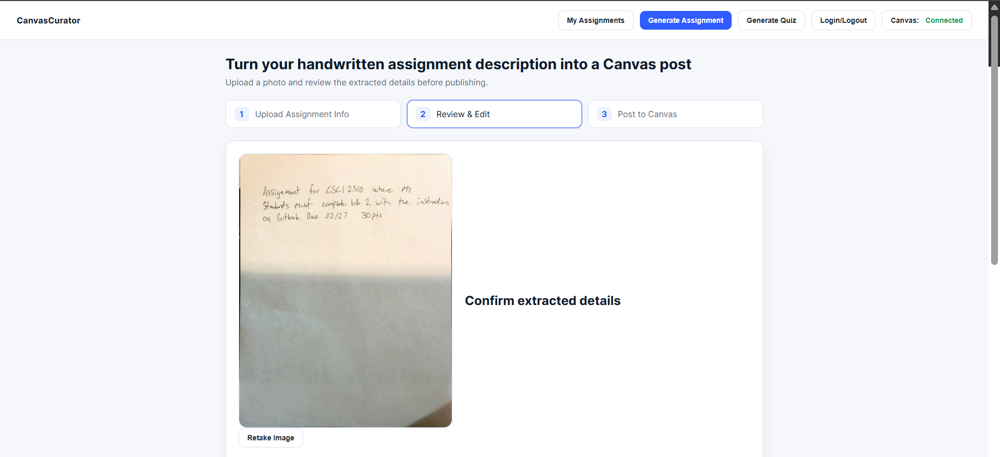 CanvasCurator
My Assignments
Generate Assignment
Generate Quiz
Login/Logout
Canvas: Connected
Turn your handwritten assignment description into a Canvas post
Upload a photo and review the extracted details before publishing.
1 Upload Assignment Info
2 Review & Edit
3 Post to Canvas
Assignment for CSCI 2510 where my
Students must complete lab 2 with the instructions
on Github. Due 02/27 30pts
Confirm extracted details
Retake Image